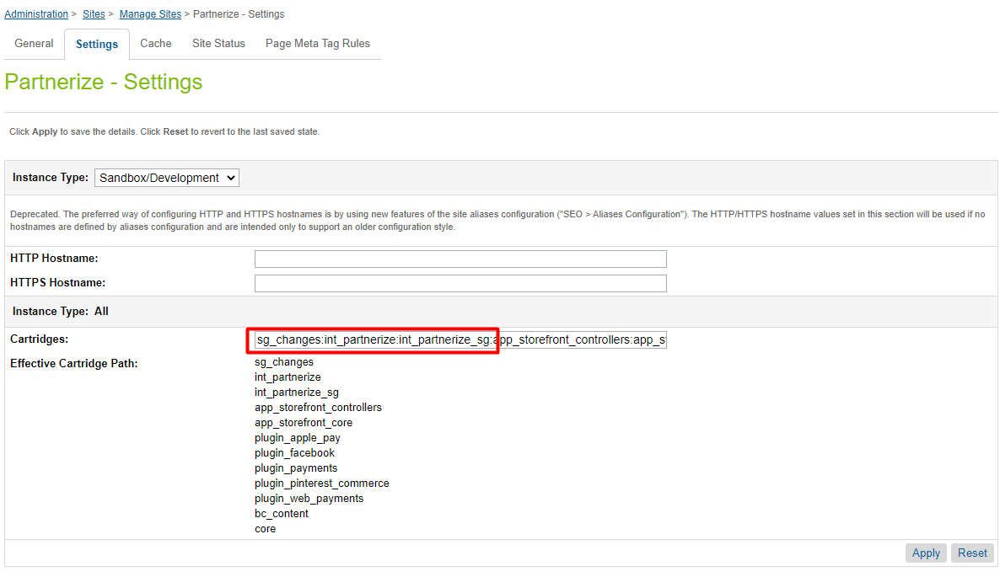 Administration > Sites > Manage Sites > Partnerize - Settings
General Settings Cache Site Status Page Meta Tag Rules
Partnerize - Settings
Click Apply to save the details. Click Reset to revert to the last saved state.
Instance Type: Sandbox/Development
Deprecated. The preferred way of configuring HTTP and HTTPS hostnames is by using new features of the site aliases configuration ("SEO > Aliases Configuration"). The HTTP/HTTPS hostname values set in this section will be used if no
hostnames are defined by aliases configuration and are intended only to support an older configuration style.
HTTP Hostname:
HTTPS Hostname:
Instance Type: All
Cartridges: sg_changes:int_partnerize:int_partnerize_sg:app_storefront_controllers:app_s
Effective Cartridge Path: sg_changes
int_partnerize
int_partnerize_sg
app_storefront_controllers
app_storefront_core
plugin_apple_pay
plugin_facebook
plugin_payments
plugin_pinterest_commerce
plugin_web_payments
bc_content
core
Apply Reset